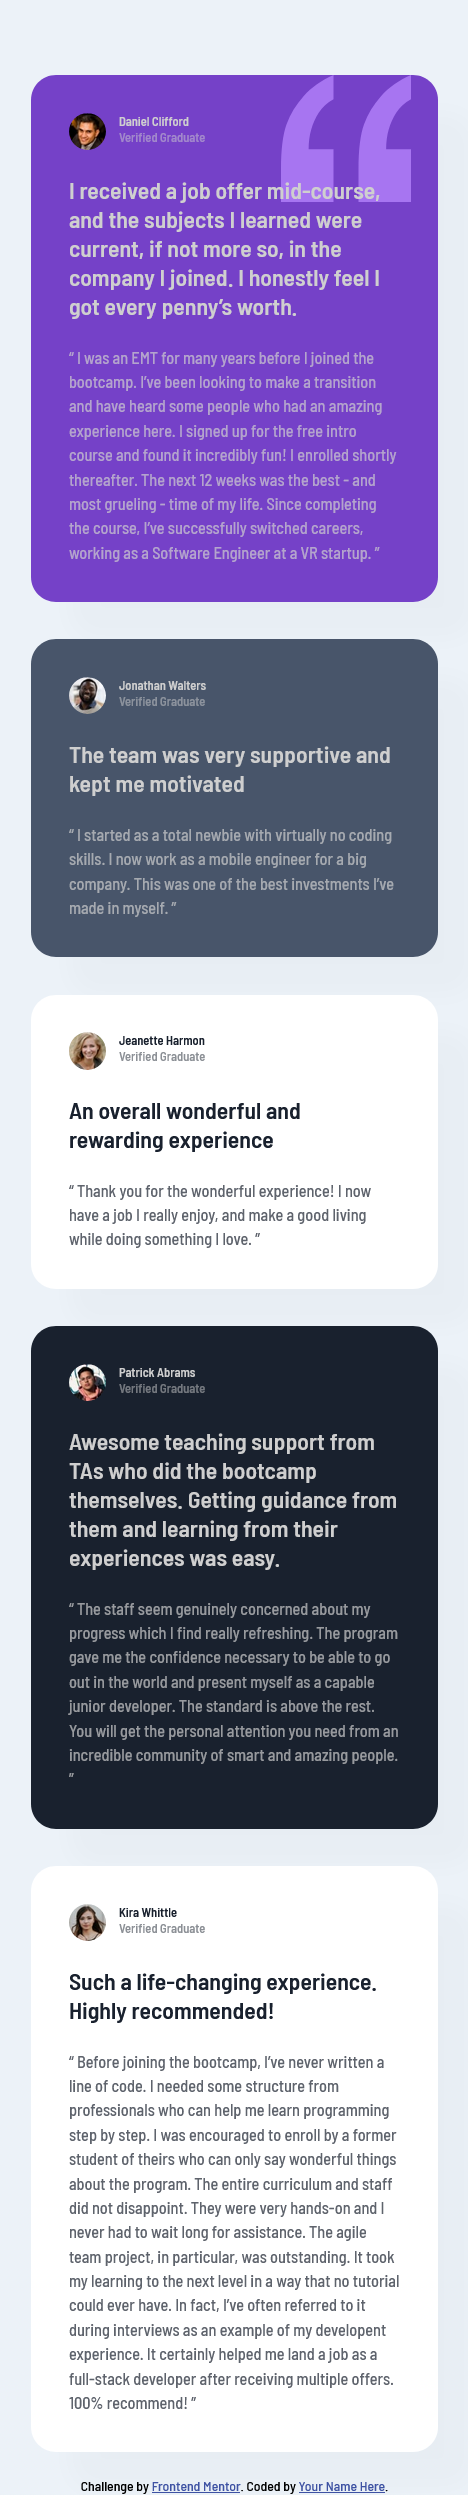 Daniel Clifford
Verified Graduate
I received a job offer mid-course,
and the subjects I learned were
current, if not more so, in the
company I joined. I honestly feel I
got every penny’s worth.
“ I was an EMT for many years before I joined the
bootcamp. I’ve been looking to make a transition
and have heard some people who had an amazing
experience here. I signed up for the free intro
course and found it incredibly fun! I enrolled shortly
thereafter. The next 12 weeks was the best - and
most grueling - time of my life. Since completing
the course, I’ve successfully switched careers,
working as a Software Engineer at a VR startup. ”
Jonathan Walters
Verified Graduate
The team was very supportive and
kept me motivated
“ I started as a total newbie with virtually no coding
skills. I now work as a mobile engineer for a big
company. This was one of the best investments I’ve
made in myself. ”
Jeanette Harmon
Verified Graduate
An overall wonderful and
rewarding experience
“ Thank you for the wonderful experience! I now
have a job I really enjoy, and make a good living
while doing something I love. ”
Patrick Abrams
Verified Graduate
Awesome teaching support from
TAs who did the bootcamp
themselves. Getting guidance from
them and learning from their
experiences was easy.
“ The staff seem genuinely concerned about my
progress which I find really refreshing. The program
gave me the confidence necessary to be able to go
out in the world and present myself as a capable
junior developer. The standard is above the rest.
You will get the personal attention you need from an
incredible community of smart and amazing people.
”
Kira Whittle
Verified Graduate
Such a life-changing experience.
Highly recommended!
“ Before joining the bootcamp, I’ve never written a
line of code. I needed some structure from
professionals who can help me learn programming
step by step. I was encouraged to enroll by a former
student of theirs who can only say wonderful things
about the program. The entire curriculum and staff
did not disappoint. They were very hands-on and I
never had to wait long for assistance. The agile
team project, in particular, was outstanding. It took
my learning to the next level in a way that no tutorial
could ever have. In fact, I’ve often referred to it
during interviews as an example of my developent
experience. It certainly helped me land a job as a
full-stack developer after receiving multiple offers.
100% recommend! ”
Challenge by Frontend Mentor. Coded by Your Name Here.